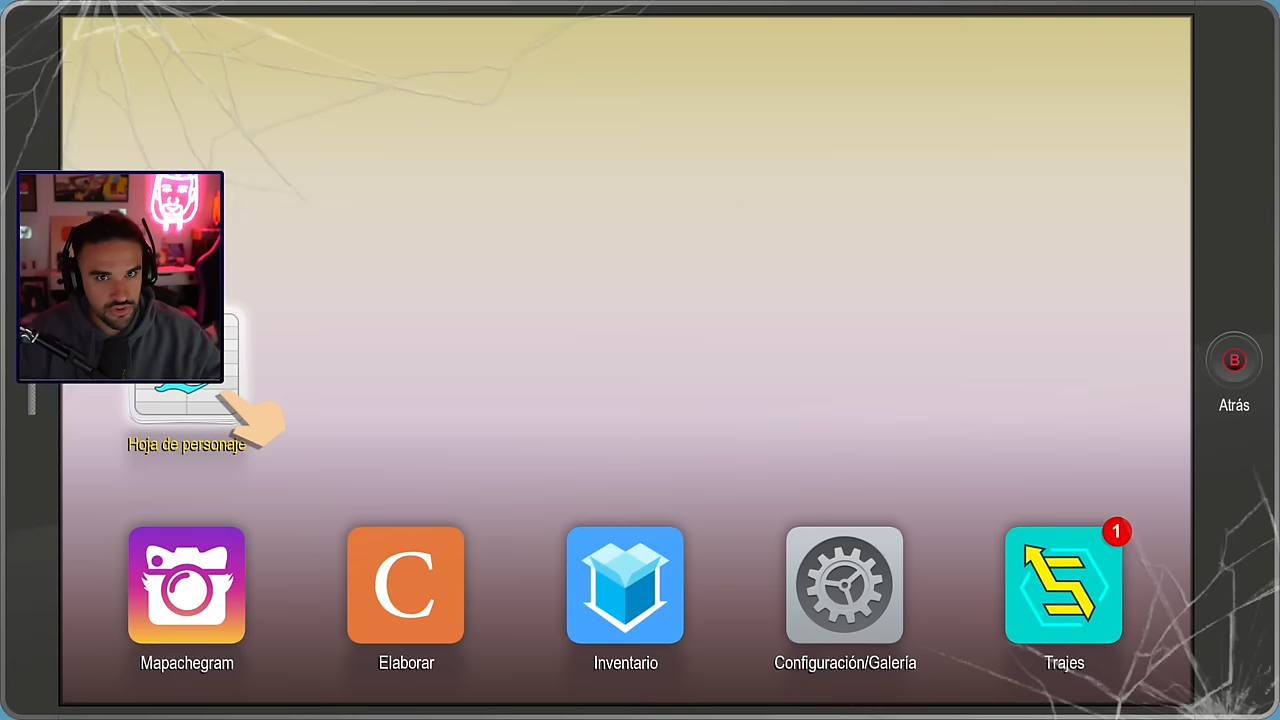 B
Atrás
Hoja de personaje
1
C
Mapachegram
Elaborar
Inventario
Configuración/Galería
Trajes